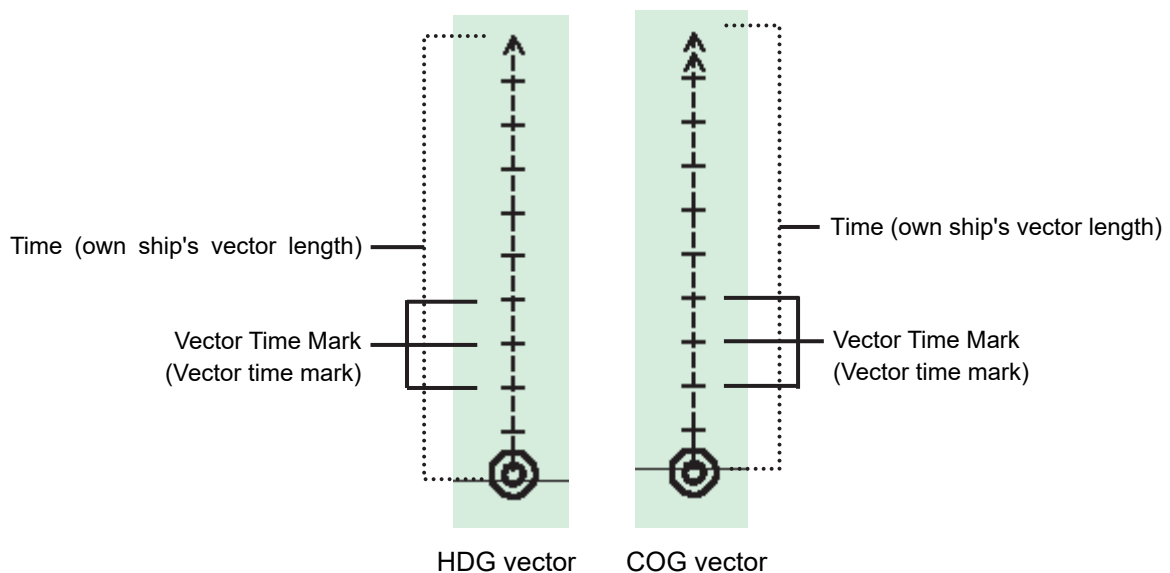 Time (own ship's vector length)
Vector Time Mark
(Vector time mark)
Time (own ship's vector length)
Vector Time Mark
(Vector time mark)
HDG vector
COG vector